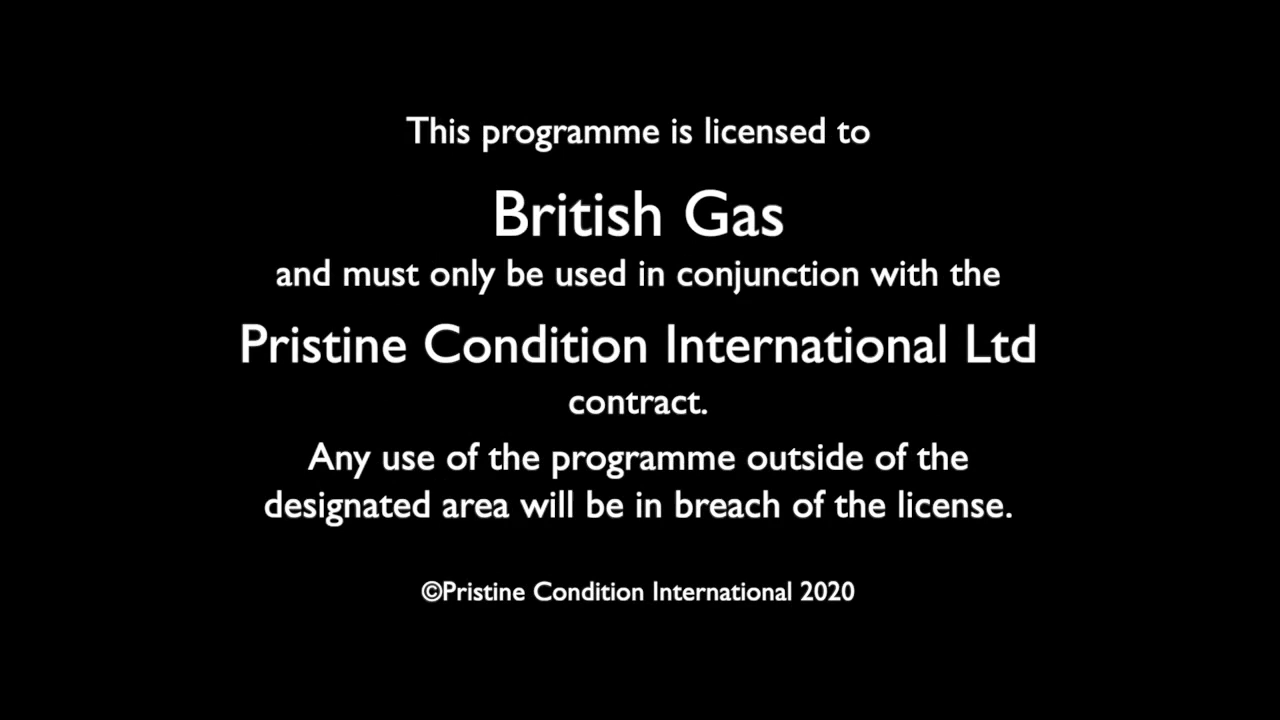 This programme is licensed to
British Gas
and must only be used in conjunction with the
Pristine Condition International Ltd
contract.
Any use of the programme outside of the
designated area will be in breach of the license.
©Pristine Condition International 2020